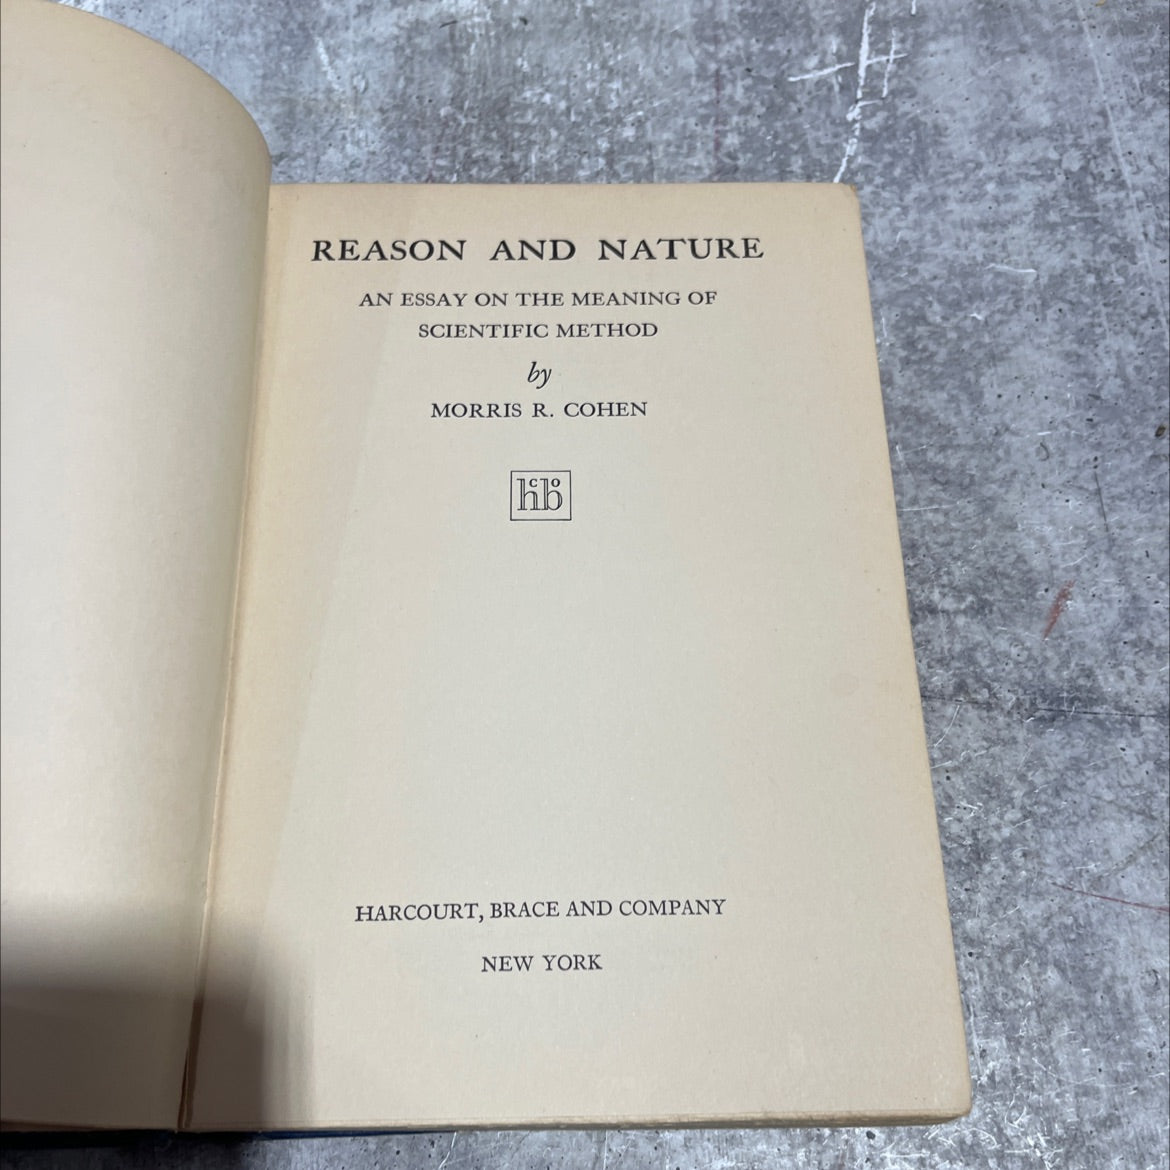 REASON AND NATURE
AN ESSAY ON THE MEANING OF
SCIENTIFIC METHOD
by
MORRIS R. COHEN
hcbo
HARCOURT, BRACE AND COMPANY
NEW YORK